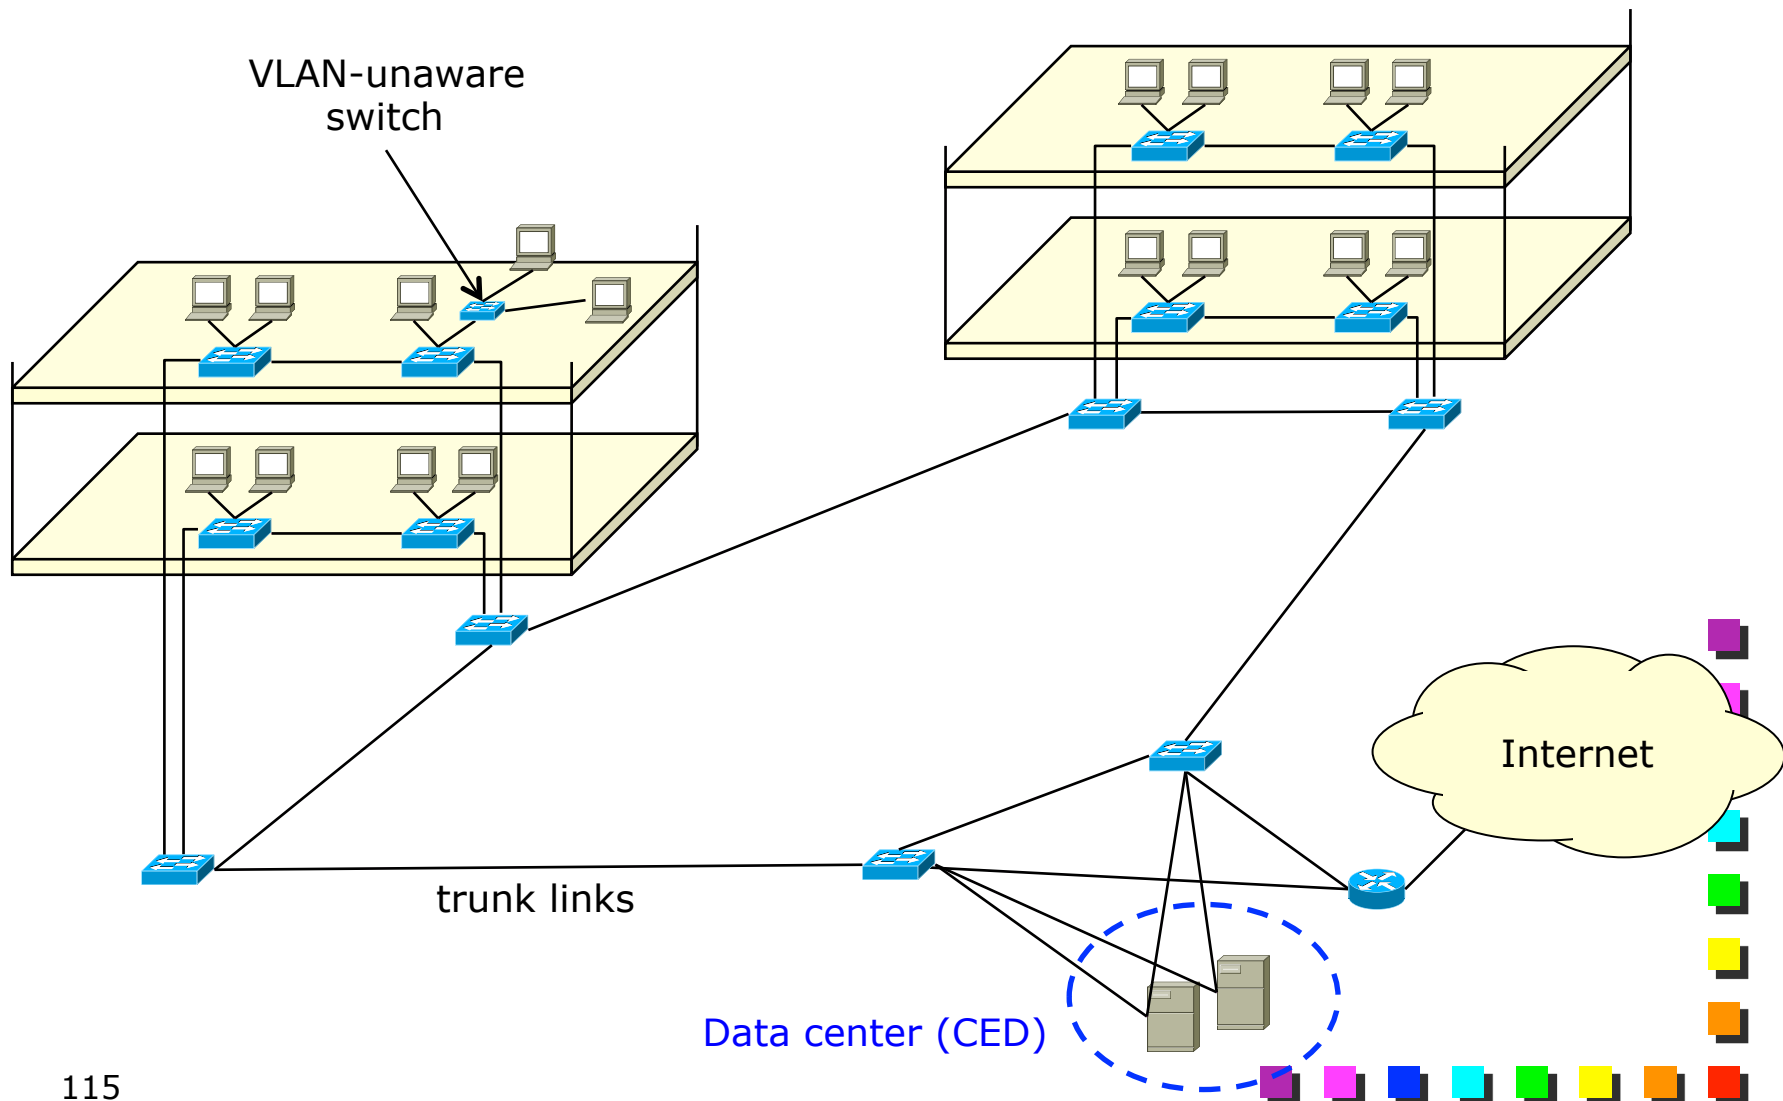 VLAN-unaware
switch
Internet
trunk links
Data center (CED)
115